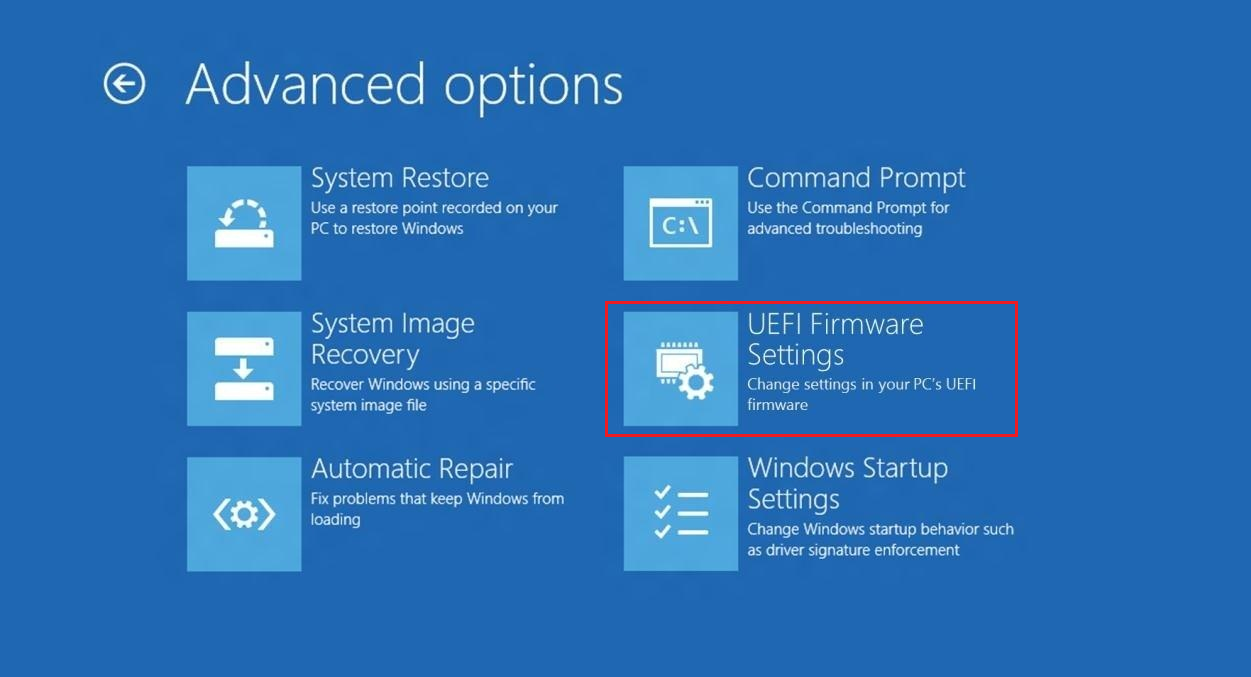 Advanced options
System Restore
Use a restore point recorded on your
PC to restore Windows
Command Prompt
Use the Command Prompt for
advanced troubleshooting
C:\
System Image
Recovery
Recover Windows using a specific
system image file
UEFI Firmware
Settings
Change settings in your PC's UEFI
firmware
Automatic Repair
Fix problems that keep Windows from
loading
Windows Startup
Settings
Change Windows startup behavior such
as driver signature enforcement